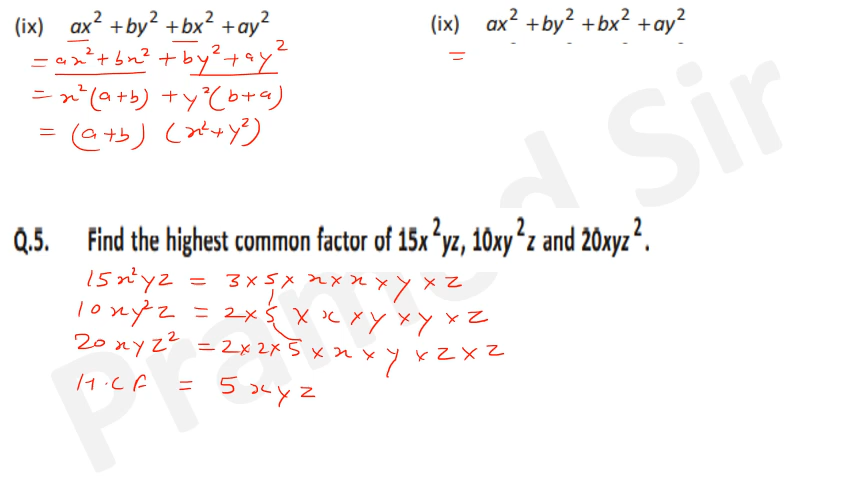 (ix) ax² +by² +bx² +ay²
= ax² + bx² + by² + ay²
= x²(a+b) + y²(b+a)
= (a+b) (x²+y²)
(ix) ax² +by² +bx² +ay²
=
Q.5. Find the highest common factor of 15x²yz, 10xy²z and 20xyz².
15x²yz = 3×5×x×x×y×z
10xy²z = 2×5×x×y×y×z
20xyz² = 2×2×5×x×y×z×z
H.C.F = 5xyz
Pramod Sir